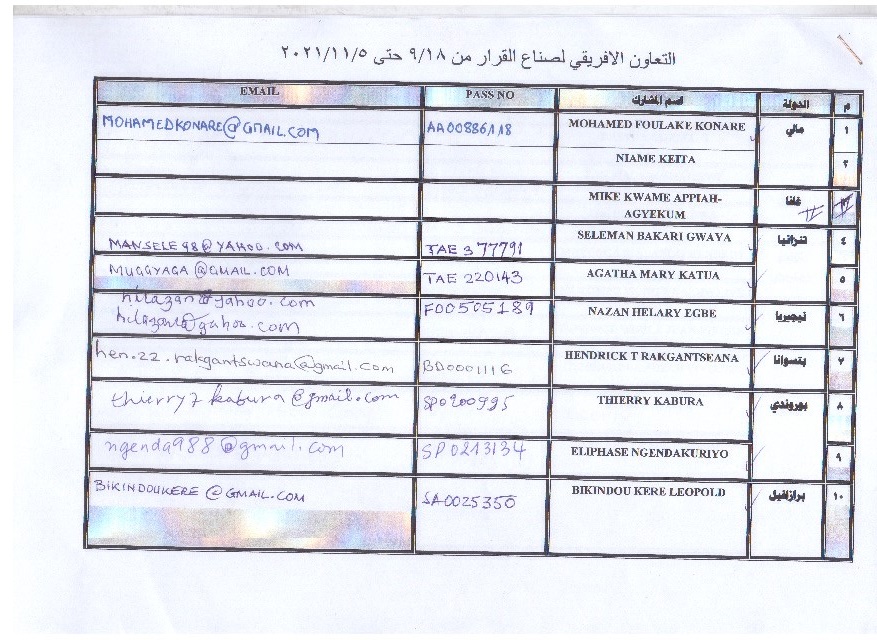 التعاون الافريقي لصناع القرار من ٩/١٨ حتى ٢٠٢١/١١/٥
م الدولة اسم المشارك PASS NO EMAIL
١ مالي MOHAMED FOULAKE KONARE AA00886118 MOHAMEDKONARE@GMAIL.COM
٢ NIAME KEITA
غانا MIKE KWAME APPIAH-
AGYEKUM
٤ تنزانيا SELEMAN BAKARI GWAYA TAE 377791 MANSELE98@YAHOO.COM
٥ AGATHA MARY KATUA TAE 220143 MUGGYAGA@GMAIL.COM
٦ نيجيريا NAZAN HELARY EGBE F00505189 hilazan@yahoo.com
hilazan@yahoo.com
٧ بتسوانا HENDRICK T RAKGANTSEANA BD0001116 hen.22.rakgantswana@gmail.com
٨ بوروندي THIERRY KABURA SP0200995 thierry7kabura@gmail.com
٩ ELIPHASE NGENDAKURIYO SP0213134 ngenda988@gmail.com
١٠ برازافيل BIKINDOU KERE LEOPOLD SA0025350 BIKINDOUKERE@GMAIL.COM